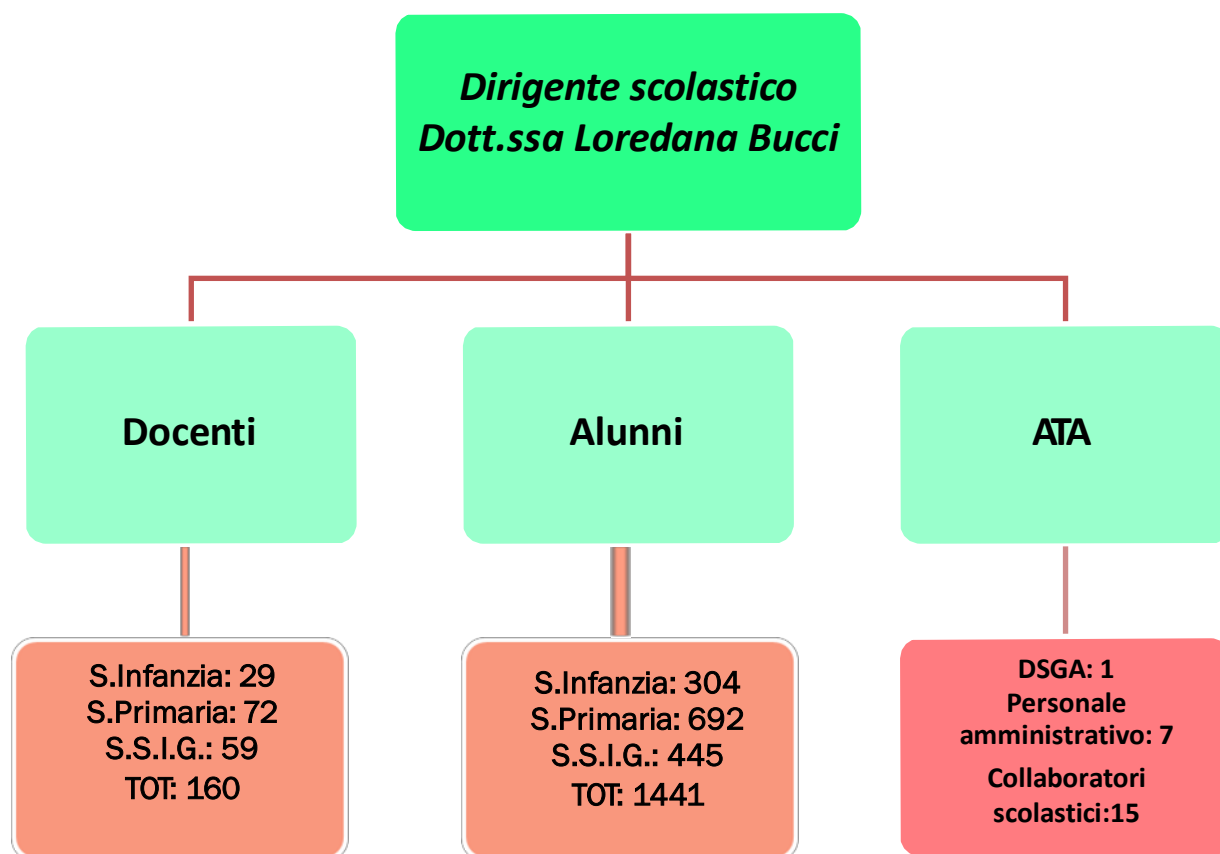 Dirigente scolastico
Dott.ssa Loredana Bucci
Docenti
Alunni
ATA
S.Infanzia: 29
S.Primaria: 72
S.S.I.G.: 59
TOT: 160
S.Infanzia: 304
S.Primaria: 692
S.S.I.G.: 445
TOT: 1441
DSGA: 1
Personale
amministrativo: 7
Collaboratori
scolastici:15